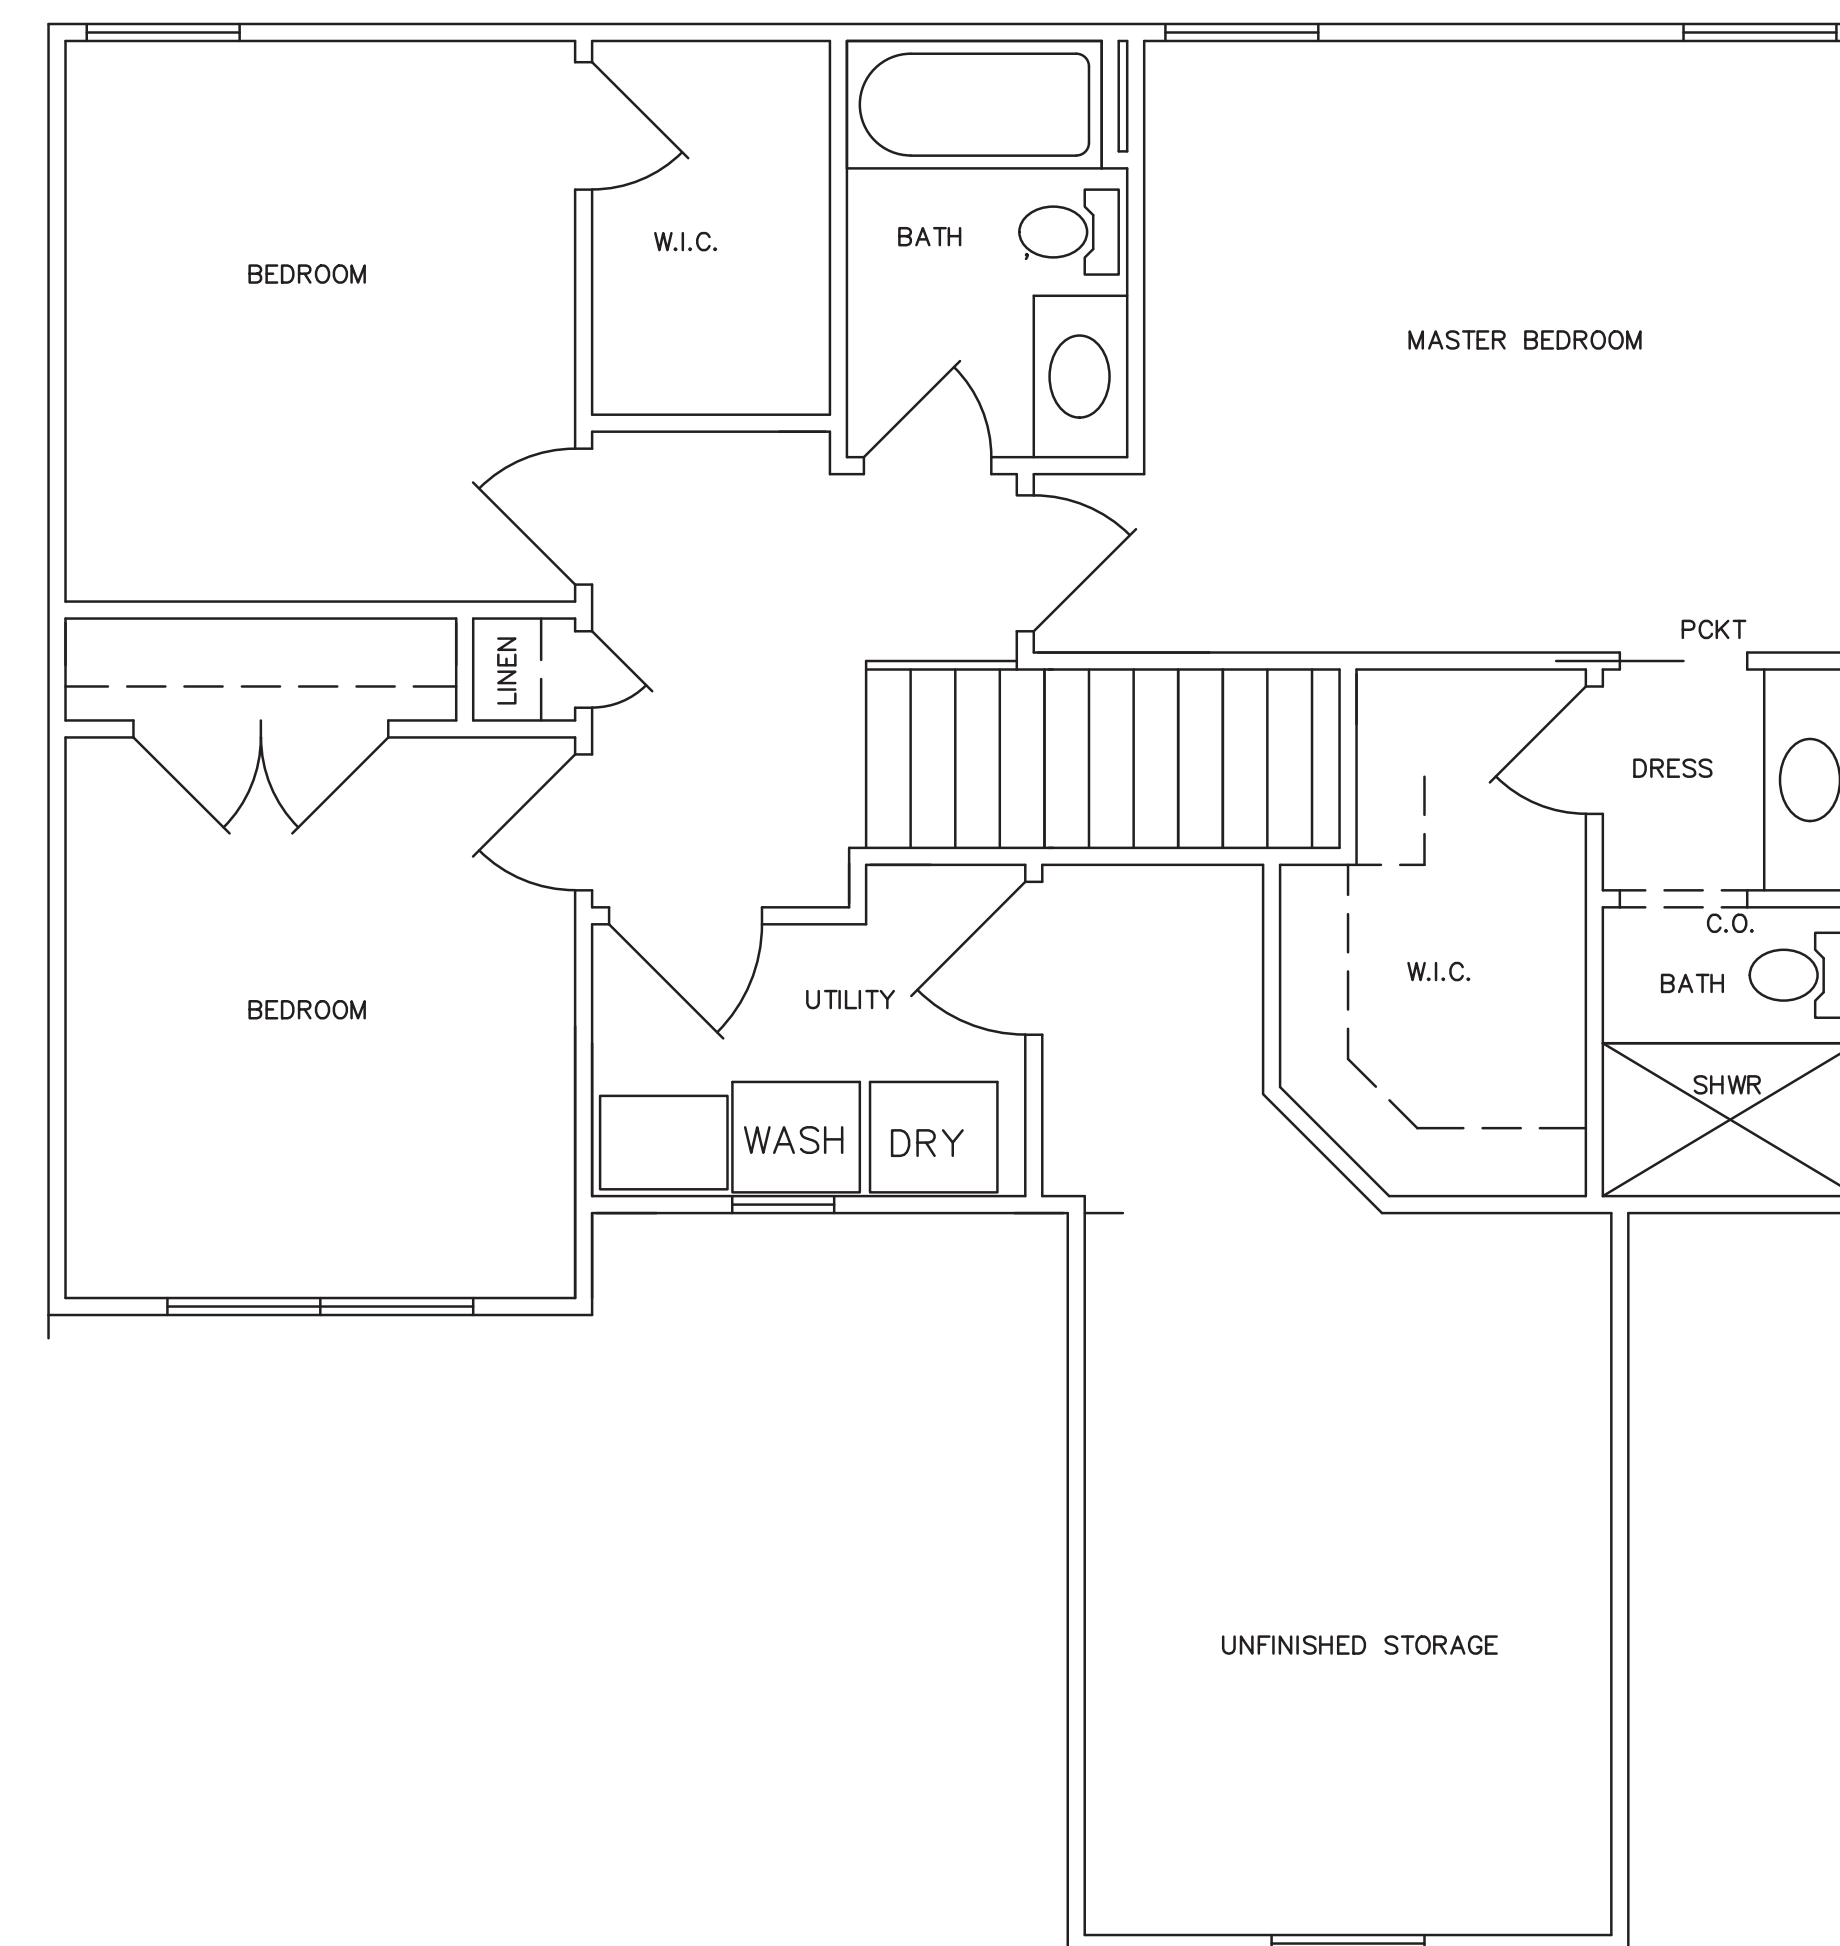 W.I.C.
BATH
BEDROOM
MASTER BEDROOM
PCKT
LINEN
DRESS
C.O.
W.I.C.
BATH
UTILITY
BEDROOM
SHWR
WASH
DRY
UNFINISHED STORAGE